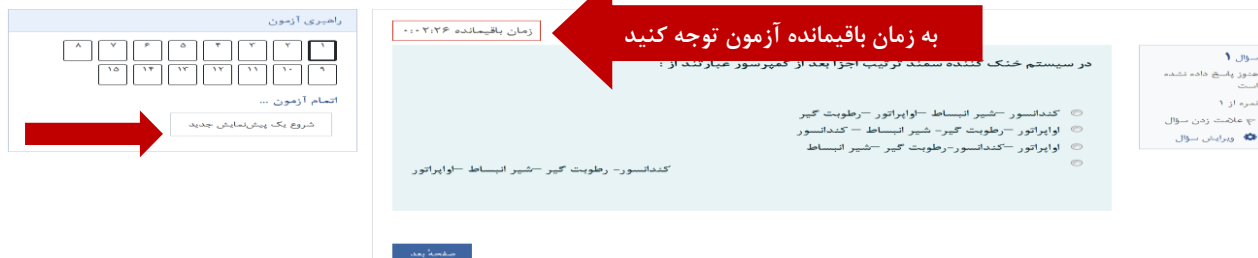 سؤال ۱
هنوز پاسخ داده نشده است
نمره از ۱
علامت زدن سؤال
ویرایش سؤال
زمان باقیمانده ۰:۰۲:۲۶
به زمان باقیمانده آزمون توجه کنید
در سیستم خنک کننده سمند ترتیب اجزا بعد از کمپرسور عبارتند از :
کندانسور –شیر انبساط –اواپراتور –رطوبت گیر
اواپراتور –رطوبت گیر– شیر انبساط – کندانسور
اواپراتور –کندانسور–رطوبت گیر –شیر انبساط
کندانسور– رطوبت گیر –شیر انبساط –اواپراتور
صفحهٔ بعد
راهبری آزمون
۱ ۲ ۳ ۴ ۵ ۶ ۷ ۸
۹ ۱۰ ۱۱ ۱۲ ۱۳ ۱۴ ۱۵
اتمام آزمون ...
شروع یک پیش‌نمایش جدید